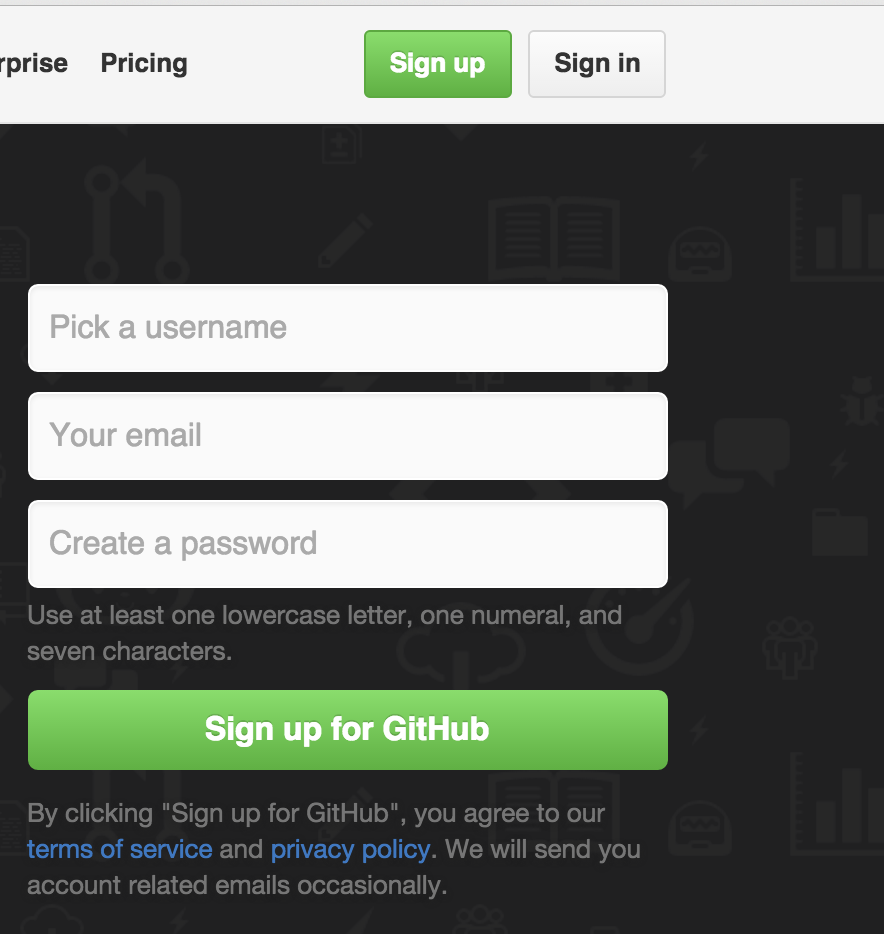 rprise Pricing Sign up Sign in
Pick a username
Your email
Create a password
Use at least one lowercase letter, one numeral, and
seven characters.
Sign up for GitHub
By clicking "Sign up for GitHub", you agree to our
terms of service and privacy policy. We will send you
account related emails occasionally.